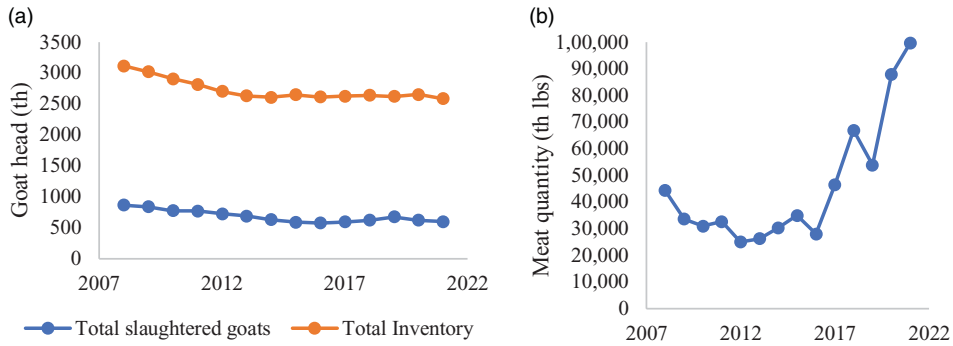 (a)
Goat head (th)
3500
3000
2500
2000
1500
1000
500
0
2007 2012 2017 2022
Total slaughtered goats Total Inventory
(b)
Meat quantity (th lbs)
1,00,000
90,000
80,000
70,000
60,000
50,000
40,000
30,000
20,000
10,000
0
2007 2012 2017 2022